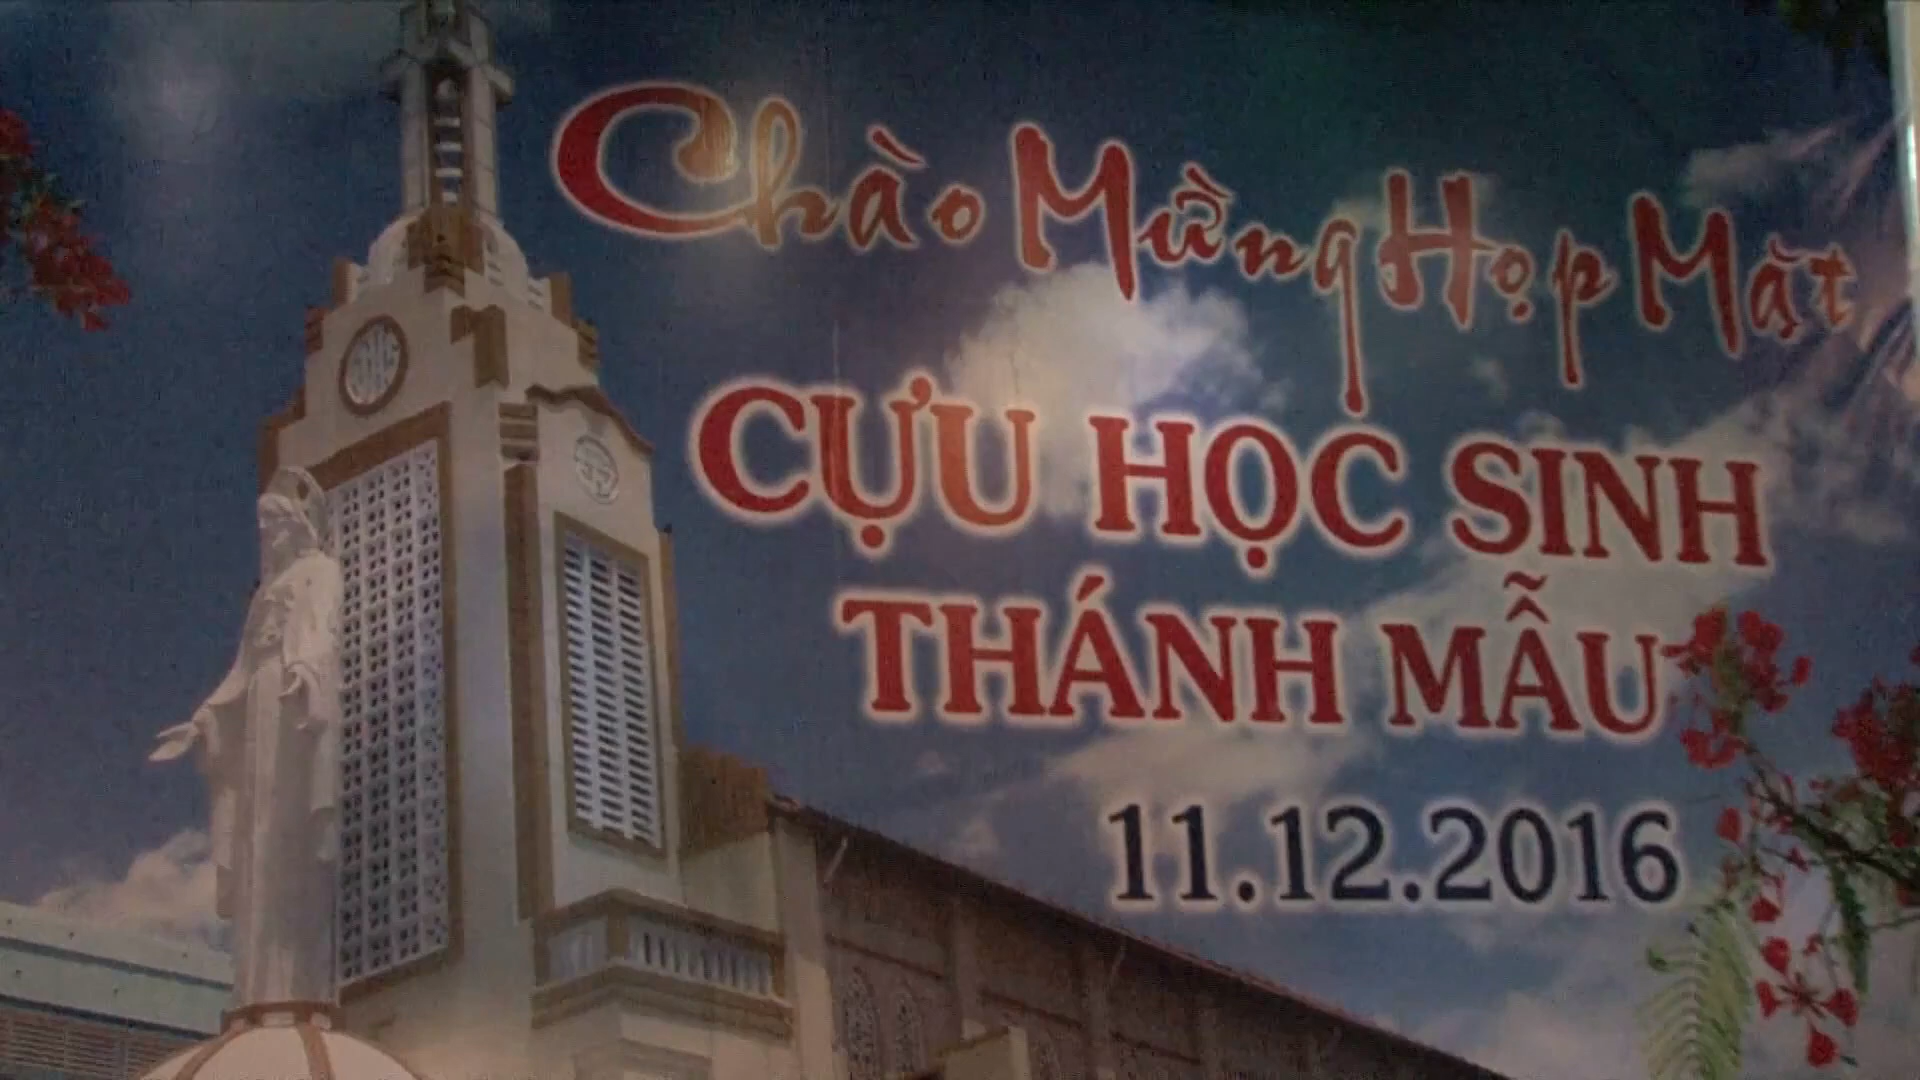 Chào Mừng Họp Mặt
CỰU HỌC SINH
THÁNH MẪU
11.12.2016